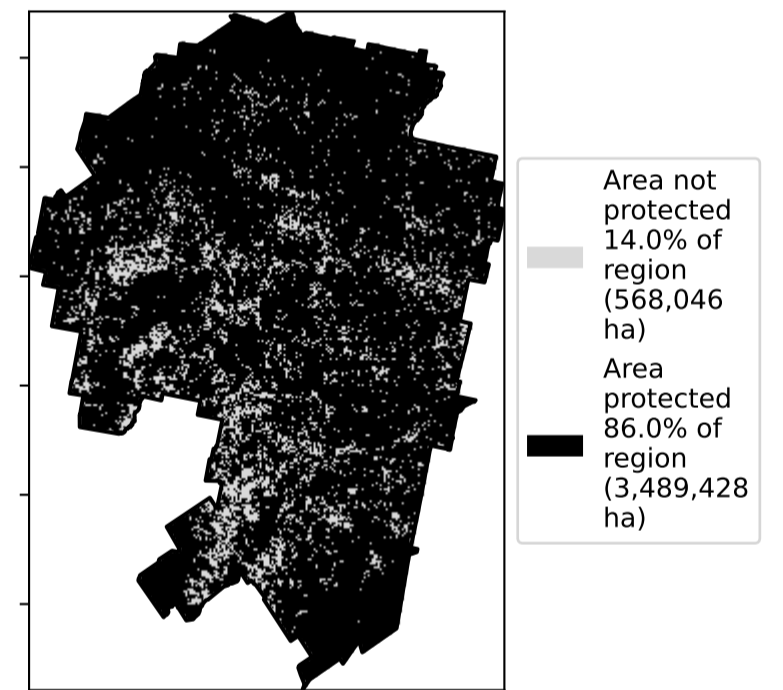 Area not
protected
14.0% of
region
(568,046
ha)
Area
protected
86.0% of
region
(3,489,428
ha)